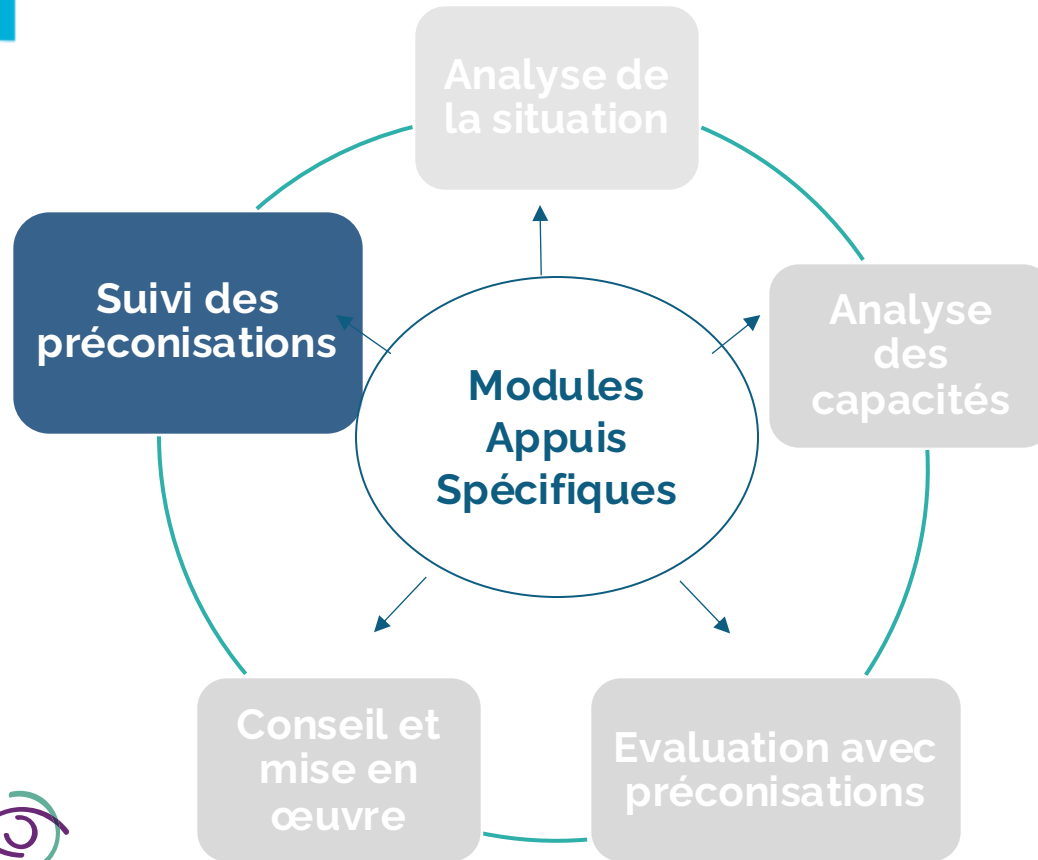 Analyse de
la situation
Suivi des
préconisations
Analyse
des
capacités
Modules
Appuis
Spécifiques
Conseil et
mise en
œuvre
Evaluation avec
préconisations